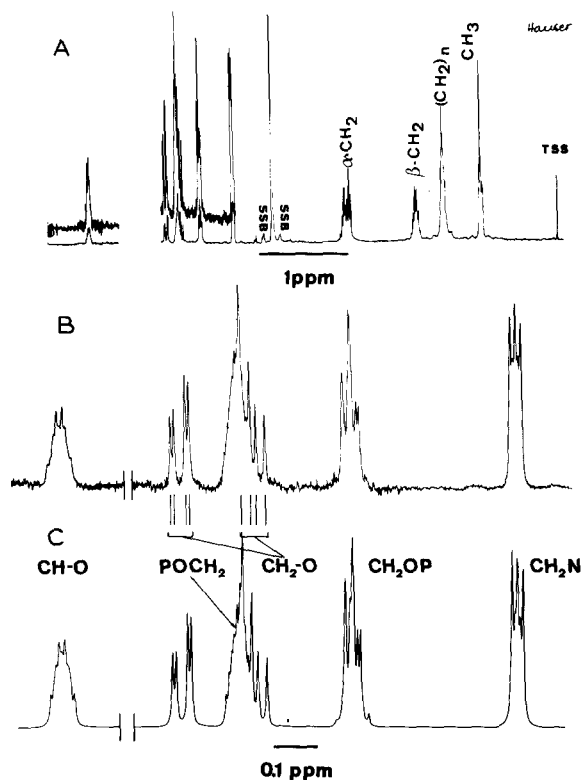 A
Hauser
α-CH₂
β-CH₂
(CH₂)n
CH₃
TSS
SSB
SSB
1ppm
B
C
CH-O
POCH₂
CH₂-O
CH₂OP
CH₂N
0.1 ppm